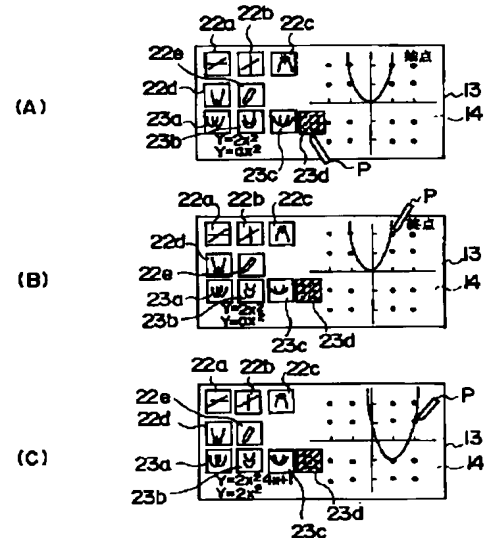 22a 22b 22c
22e
(A) 22d 始点 13
23a 14
23b Y=2x²
Y=ax²
23c 23d P
22a 22b 22c P
22d 終点
(B) 22e 13
23a 14
23b Y=2x²
Y=ax²
23c 23d
22a 22b 22c
22e P
22d
(C) 23a 13
14
23b Y=2x²-4x+1
Y=2x²
23d
23c